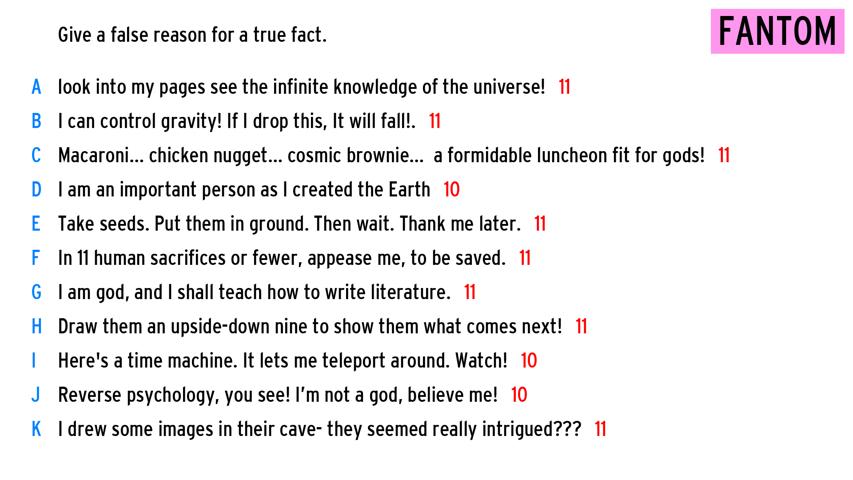 Give a false reason for a true fact.
FANTOM
A look into my pages see the infinite knowledge of the universe! 11
B I can control gravity! If I drop this, It will fall!. 11
C Macaroni... chicken nugget... cosmic brownie...  a formidable luncheon fit for gods! 11
D I am an important person as I created the Earth 10
E Take seeds. Put them in ground. Then wait. Thank me later. 11
F In 11 human sacrifices or fewer, appease me, to be saved. 11
G I am god, and I shall teach how to write literature. 11
H Draw them an upside-down nine to show them what comes next! 11
I Here's a time machine. It lets me teleport around. Watch! 10
J Reverse psychology, you see! I'm not a god, believe me! 10
K I drew some images in their cave- they seemed really intrigued??? 11